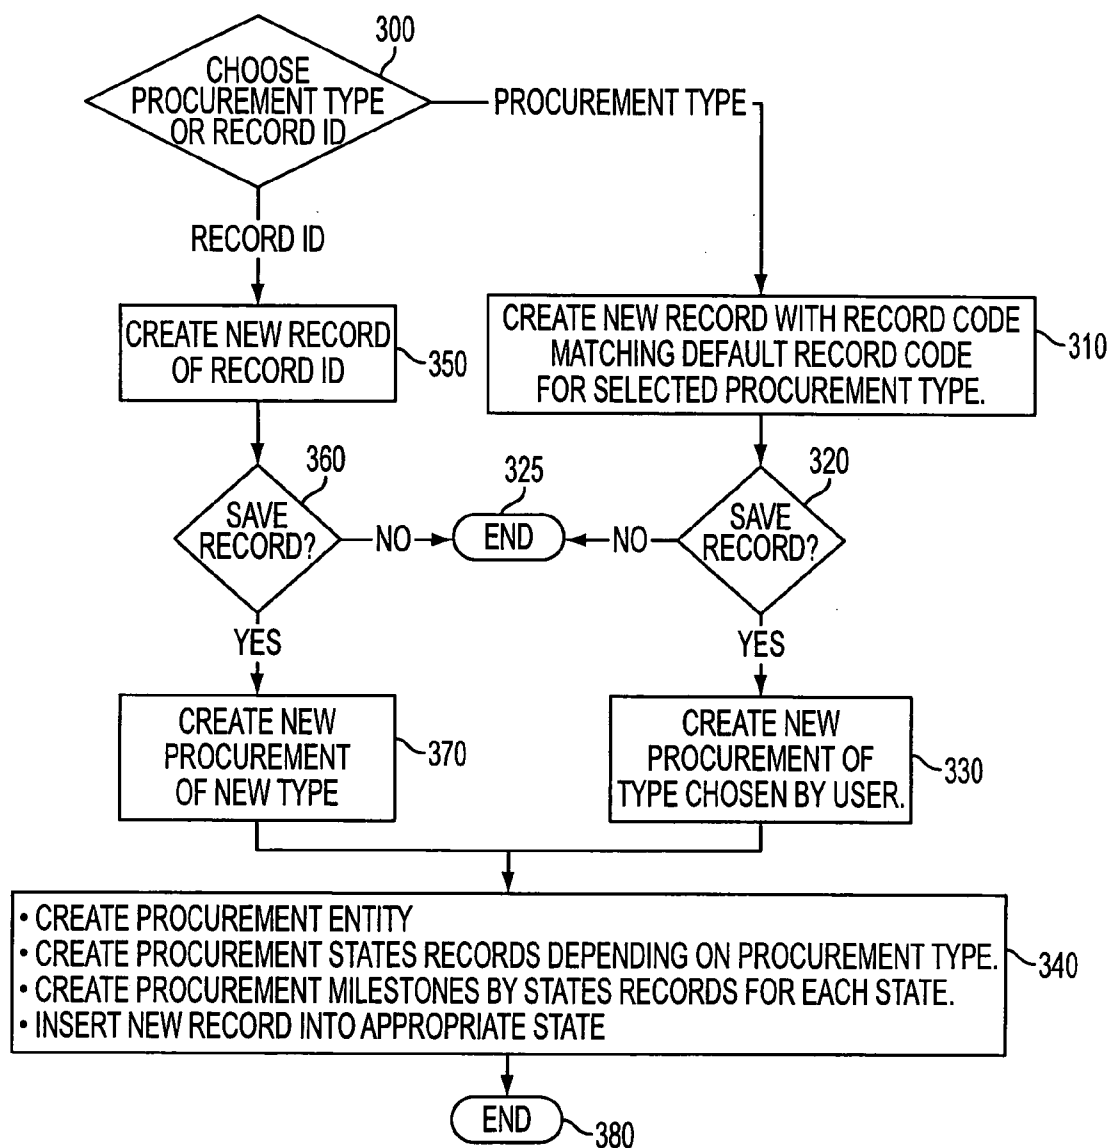 300
CHOOSE
PROCUREMENT TYPE
OR RECORD ID
PROCUREMENT TYPE
RECORD ID
CREATE NEW RECORD
OF RECORD ID
350
CREATE NEW RECORD WITH RECORD CODE
MATCHING DEFAULT RECORD CODE
FOR SELECTED PROCUREMENT TYPE.
310
360
SAVE
RECORD?
NO
325
END
NO
320
SAVE
RECORD?
YES
YES
CREATE NEW
PROCUREMENT
OF NEW TYPE
370
CREATE NEW
PROCUREMENT OF
TYPE CHOSEN BY USER.
330
• CREATE PROCUREMENT ENTITY
• CREATE PROCUREMENT STATES RECORDS DEPENDING ON PROCUREMENT TYPE.
• CREATE PROCUREMENT MILESTONES BY STATES RECORDS FOR EACH STATE.
• INSERT NEW RECORD INTO APPROPRIATE STATE
340
END
380